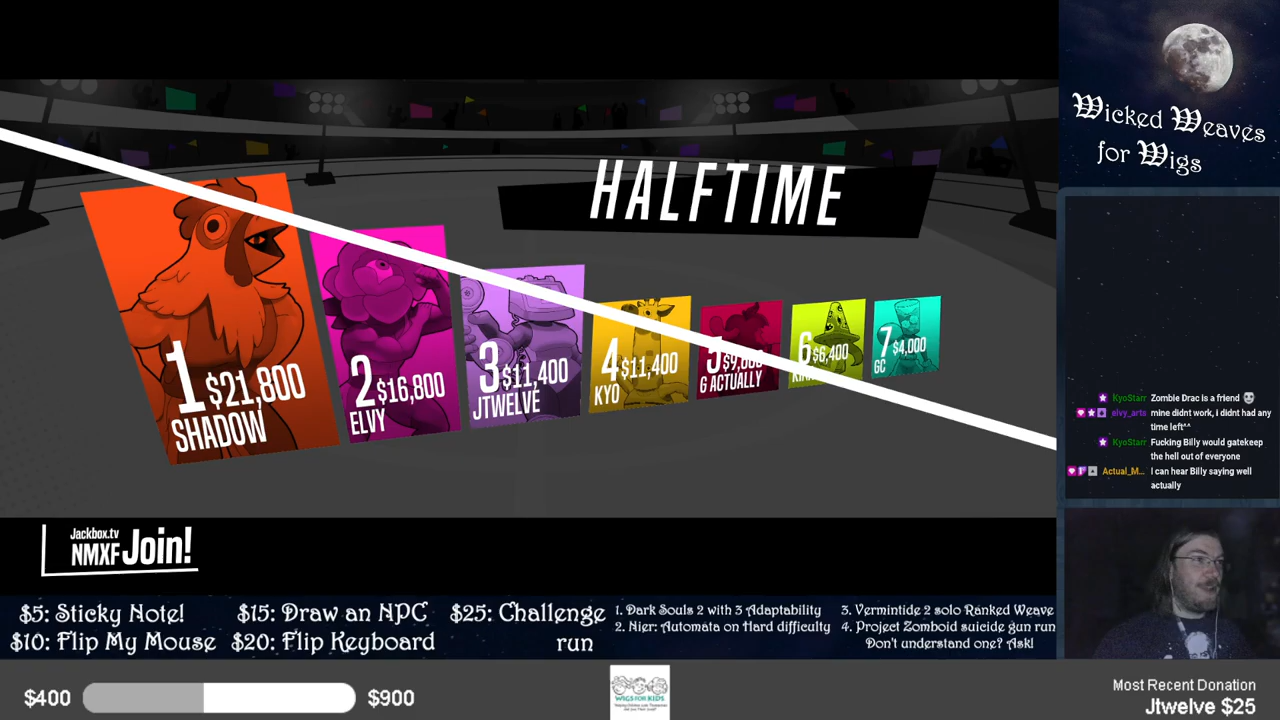 HALFTIME
1 $21,800
SHADOW
2 $16,800
ELVY
3 $11,400
JTWELVE
4 $11,400
KYO
5
G ACTUALLY
6 $6,400
7 $4,000
GC
Wicked Weaves
for Wigs
KyoStarr Zombie Drac is a friend
_elvy_arts mine didnt work, i didnt had any
time left^^
KyoStarr Fucking Billy would gatekeep
the hell out of everyone
Actual_M... I can hear Billy saying well
actually
Jackbox.tv
NMXF Join!
$5: Sticky Note!
$10: Flip My Mouse
$15: Draw an NPC
$20: Flip Keyboard
$25: Challenge
run
1. Dark Souls 2 with 3 Adaptability
2. Nier: Automata on Hard difficulty
3. Vermintide 2 solo Ranked Weave
4. Project Zomboid suicide gun run
Don't understand one? Ask!
$400
$900
WIGS FOR KIDS
Most Recent Donation
Jtwelve $25